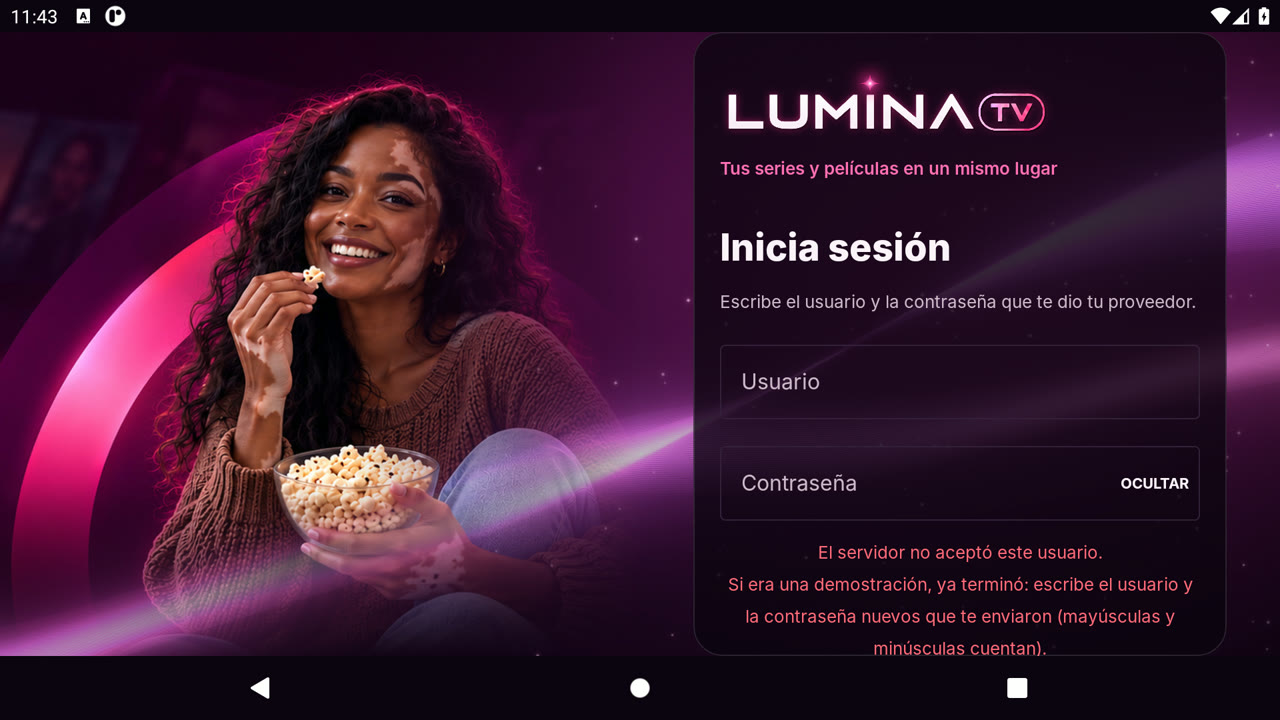 11:43
LUMINA TV
Tus series y películas en un mismo lugar
Inicia sesión
Escribe el usuario y la contraseña que te dio tu proveedor.
Usuario
Contraseña
OCULTAR
El servidor no aceptó este usuario.
Si era una demostración, ya terminó: escribe el usuario y
la contraseña nuevos que te enviaron (mayúsculas y
minúsculas cuentan).